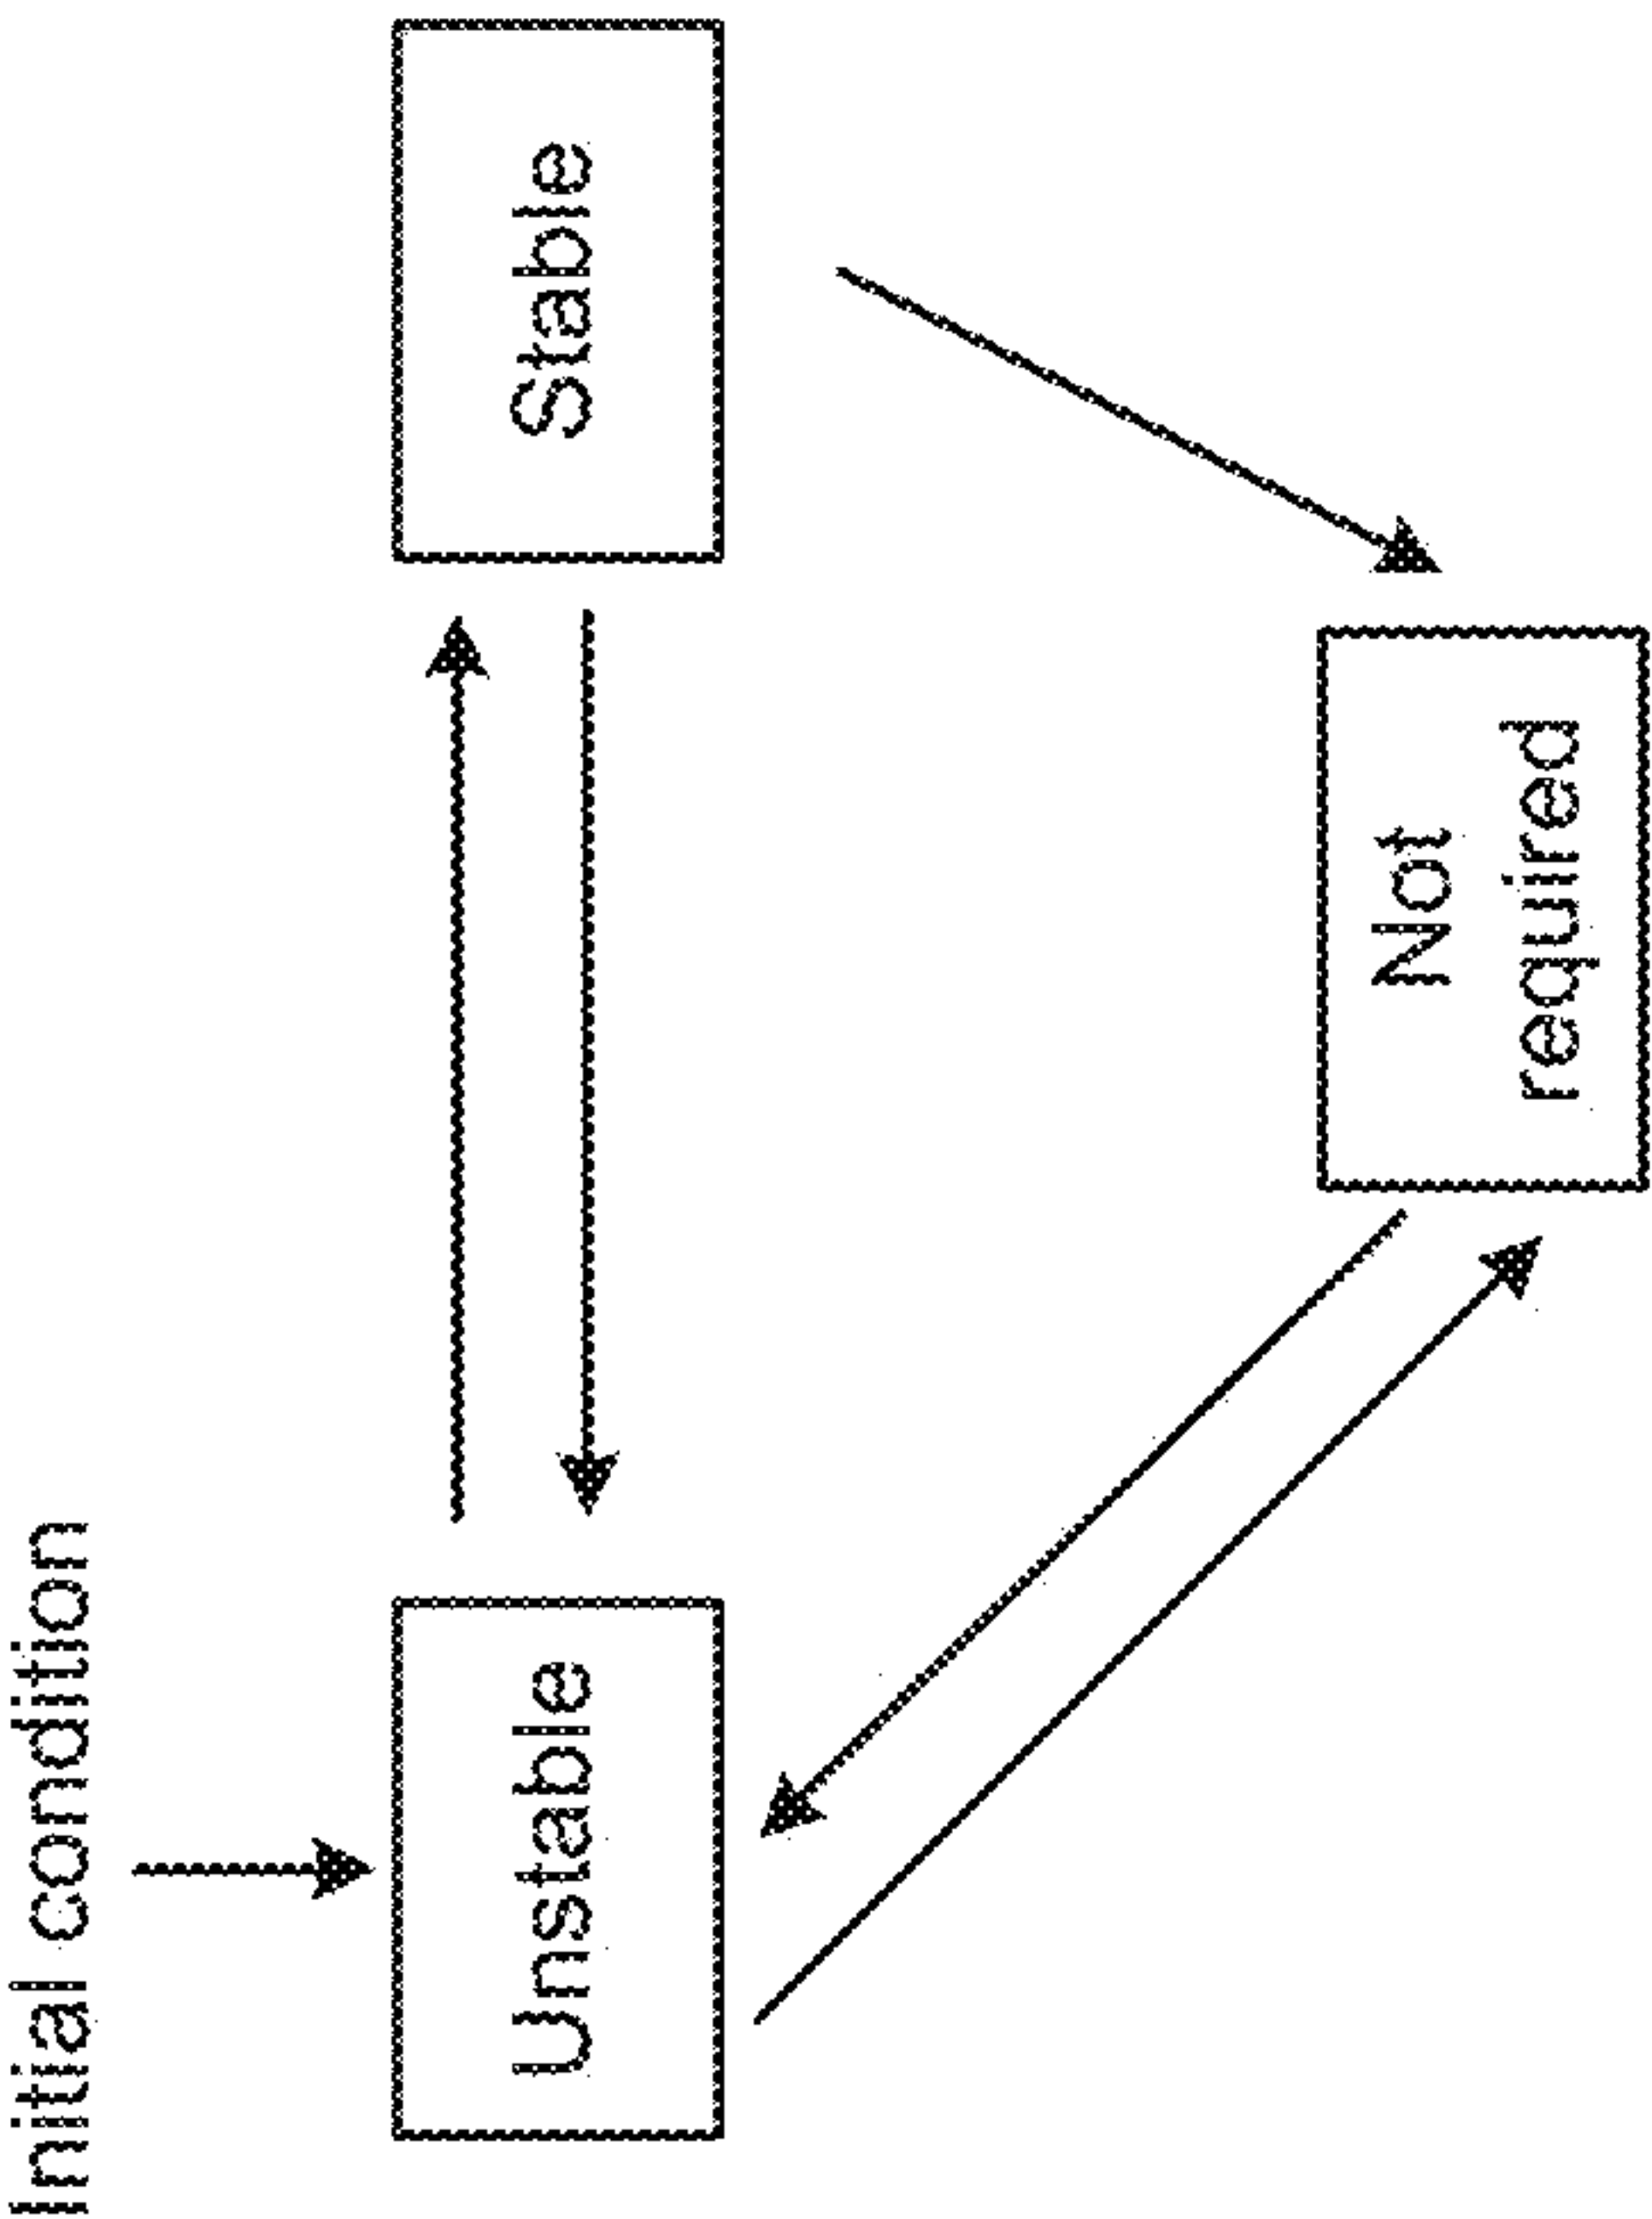 Initial condition
Unstable
Stable
Not
required